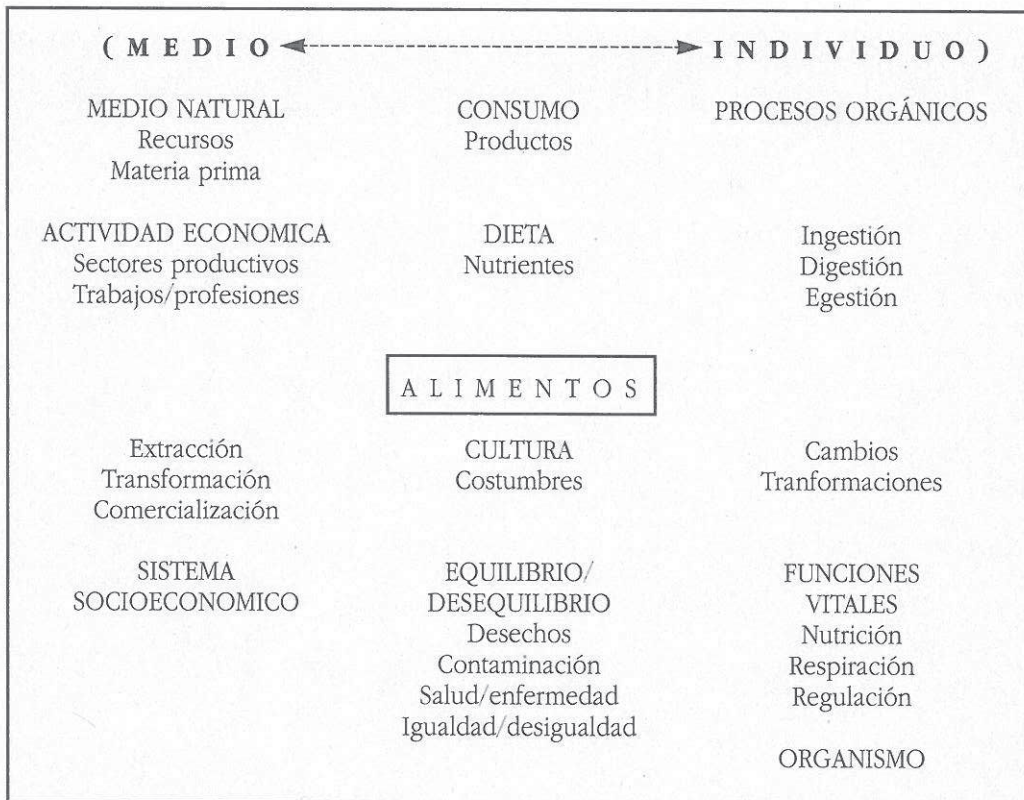 ( M E D I O I N D I V I D U O )
MEDIO NATURAL
Recursos
Materia prima
CONSUMO
Productos
PROCESOS ORGÁNICOS
ACTIVIDAD ECONOMICA
Sectores productivos
Trabajos/profesiones
DIETA
Nutrientes
Ingestión
Digestión
Egestión
A L I M E N T O S
Extracción
Transformación
Comercialización
CULTURA
Costumbres
Cambios
Tranformaciones
SISTEMA
SOCIOECONOMICO
EQUILIBRIO/
DESEQUILIBRIO
Desechos
Contaminación
Salud/enfermedad
Igualdad/desigualdad
FUNCIONES
VITALES
Nutrición
Respiración
Regulación
ORGANISMO